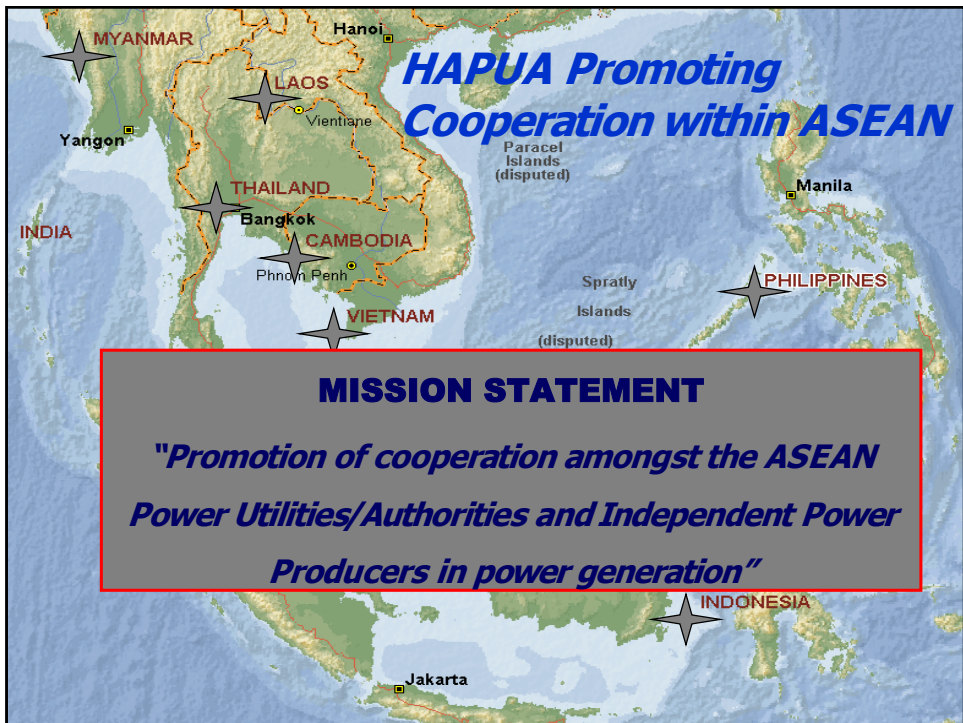 MYANMAR
Hanoi
HAPUA Promoting
Cooperation within ASEAN
LAOS
Vientiane
Yangon
Paracel
Islands
(disputed)
THAILAND
Bangkok
Manila
INDIA
CAMBODIA
Phnom Penh
PHILIPPINES
Spratly
Islands
(disputed)
VIETNAM
MISSION STATEMENT
“Promotion of cooperation amongst the ASEAN
Power Utilities/Authorities and Independent Power
Producers in power generation”
INDONESIA
Jakarta